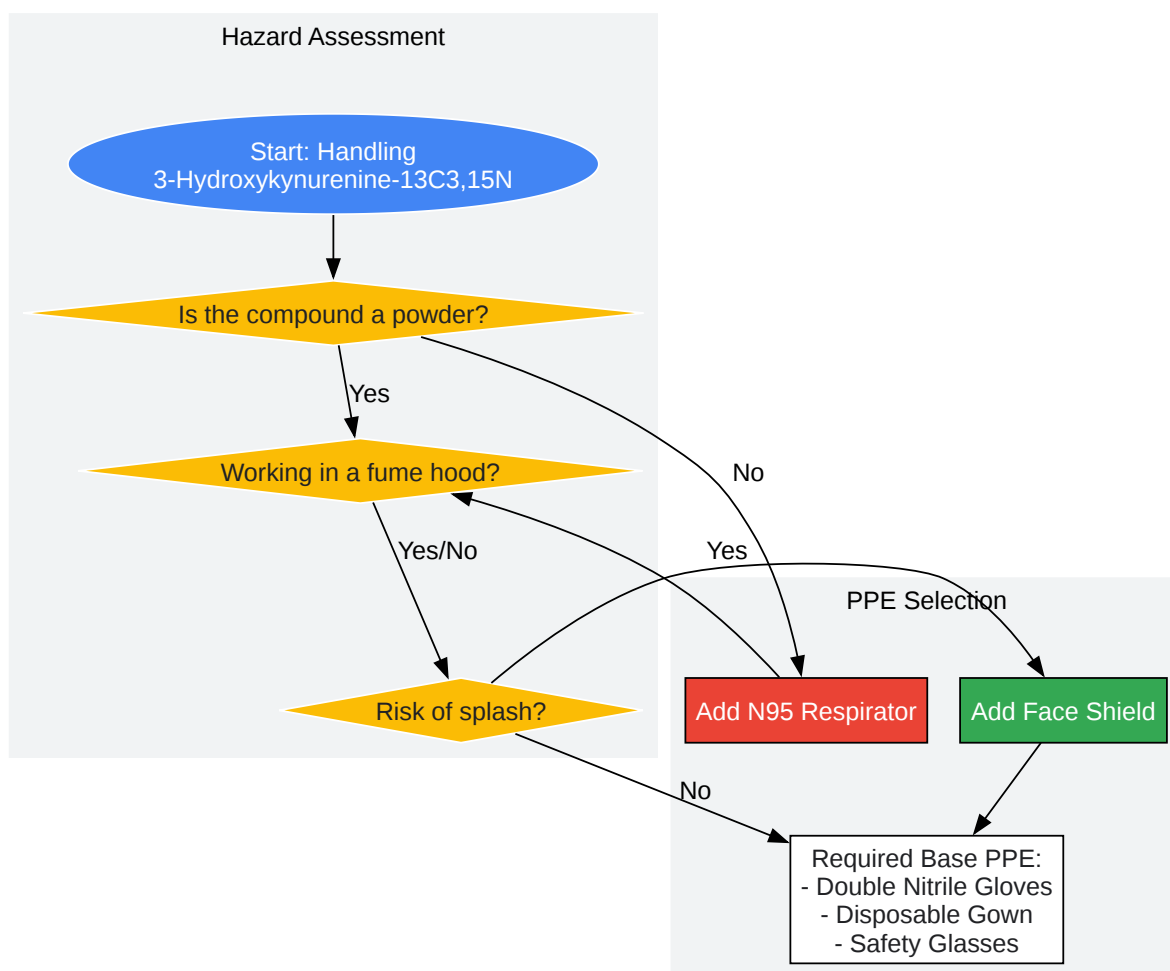 Hazard Assessment
Start: Handling
3-Hydroxykynurenine-13C3,15N
Is the compound a powder?
Yes
Working in a fume hood?
No
Yes/No
Yes
PPE Selection
Risk of splash?
Add N95 Respirator
Add Face Shield
No
Required Base PPE:
- Double Nitrile Gloves
- Disposable Gown
- Safety Glasses